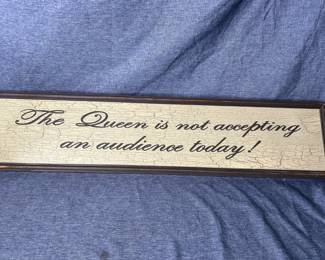 The Queen is not accepting
an audience today!